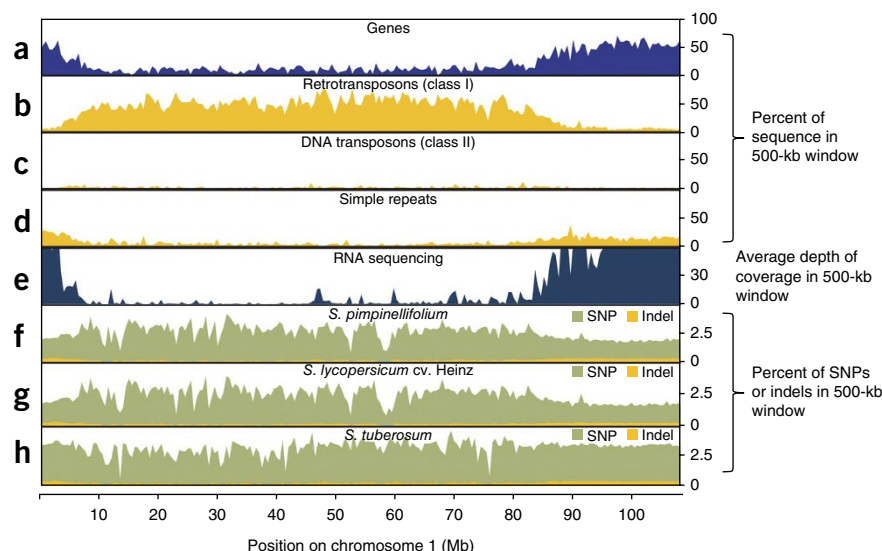 Genes
100
a
50
0
Retrotransposons (class I)
b
50
0
DNA transposons (class II)
c
50
0
Simple repeats
d
50
0
RNA sequencing
e
30
0
S. pimpinellifolium
SNP Indel
f
2.5
0
S. lycopersicum cv. Heinz
SNP Indel
g
2.5
0
S. tuberosum
SNP Indel
h
2.5
0
Percent of
sequence in
500-kb window
Average depth of
coverage in 500-kb
window
Percent of SNPs
or indels in 500-kb
window
10 20 30 40 50 60 70 80 90 100
Position on chromosome 1 (Mb)